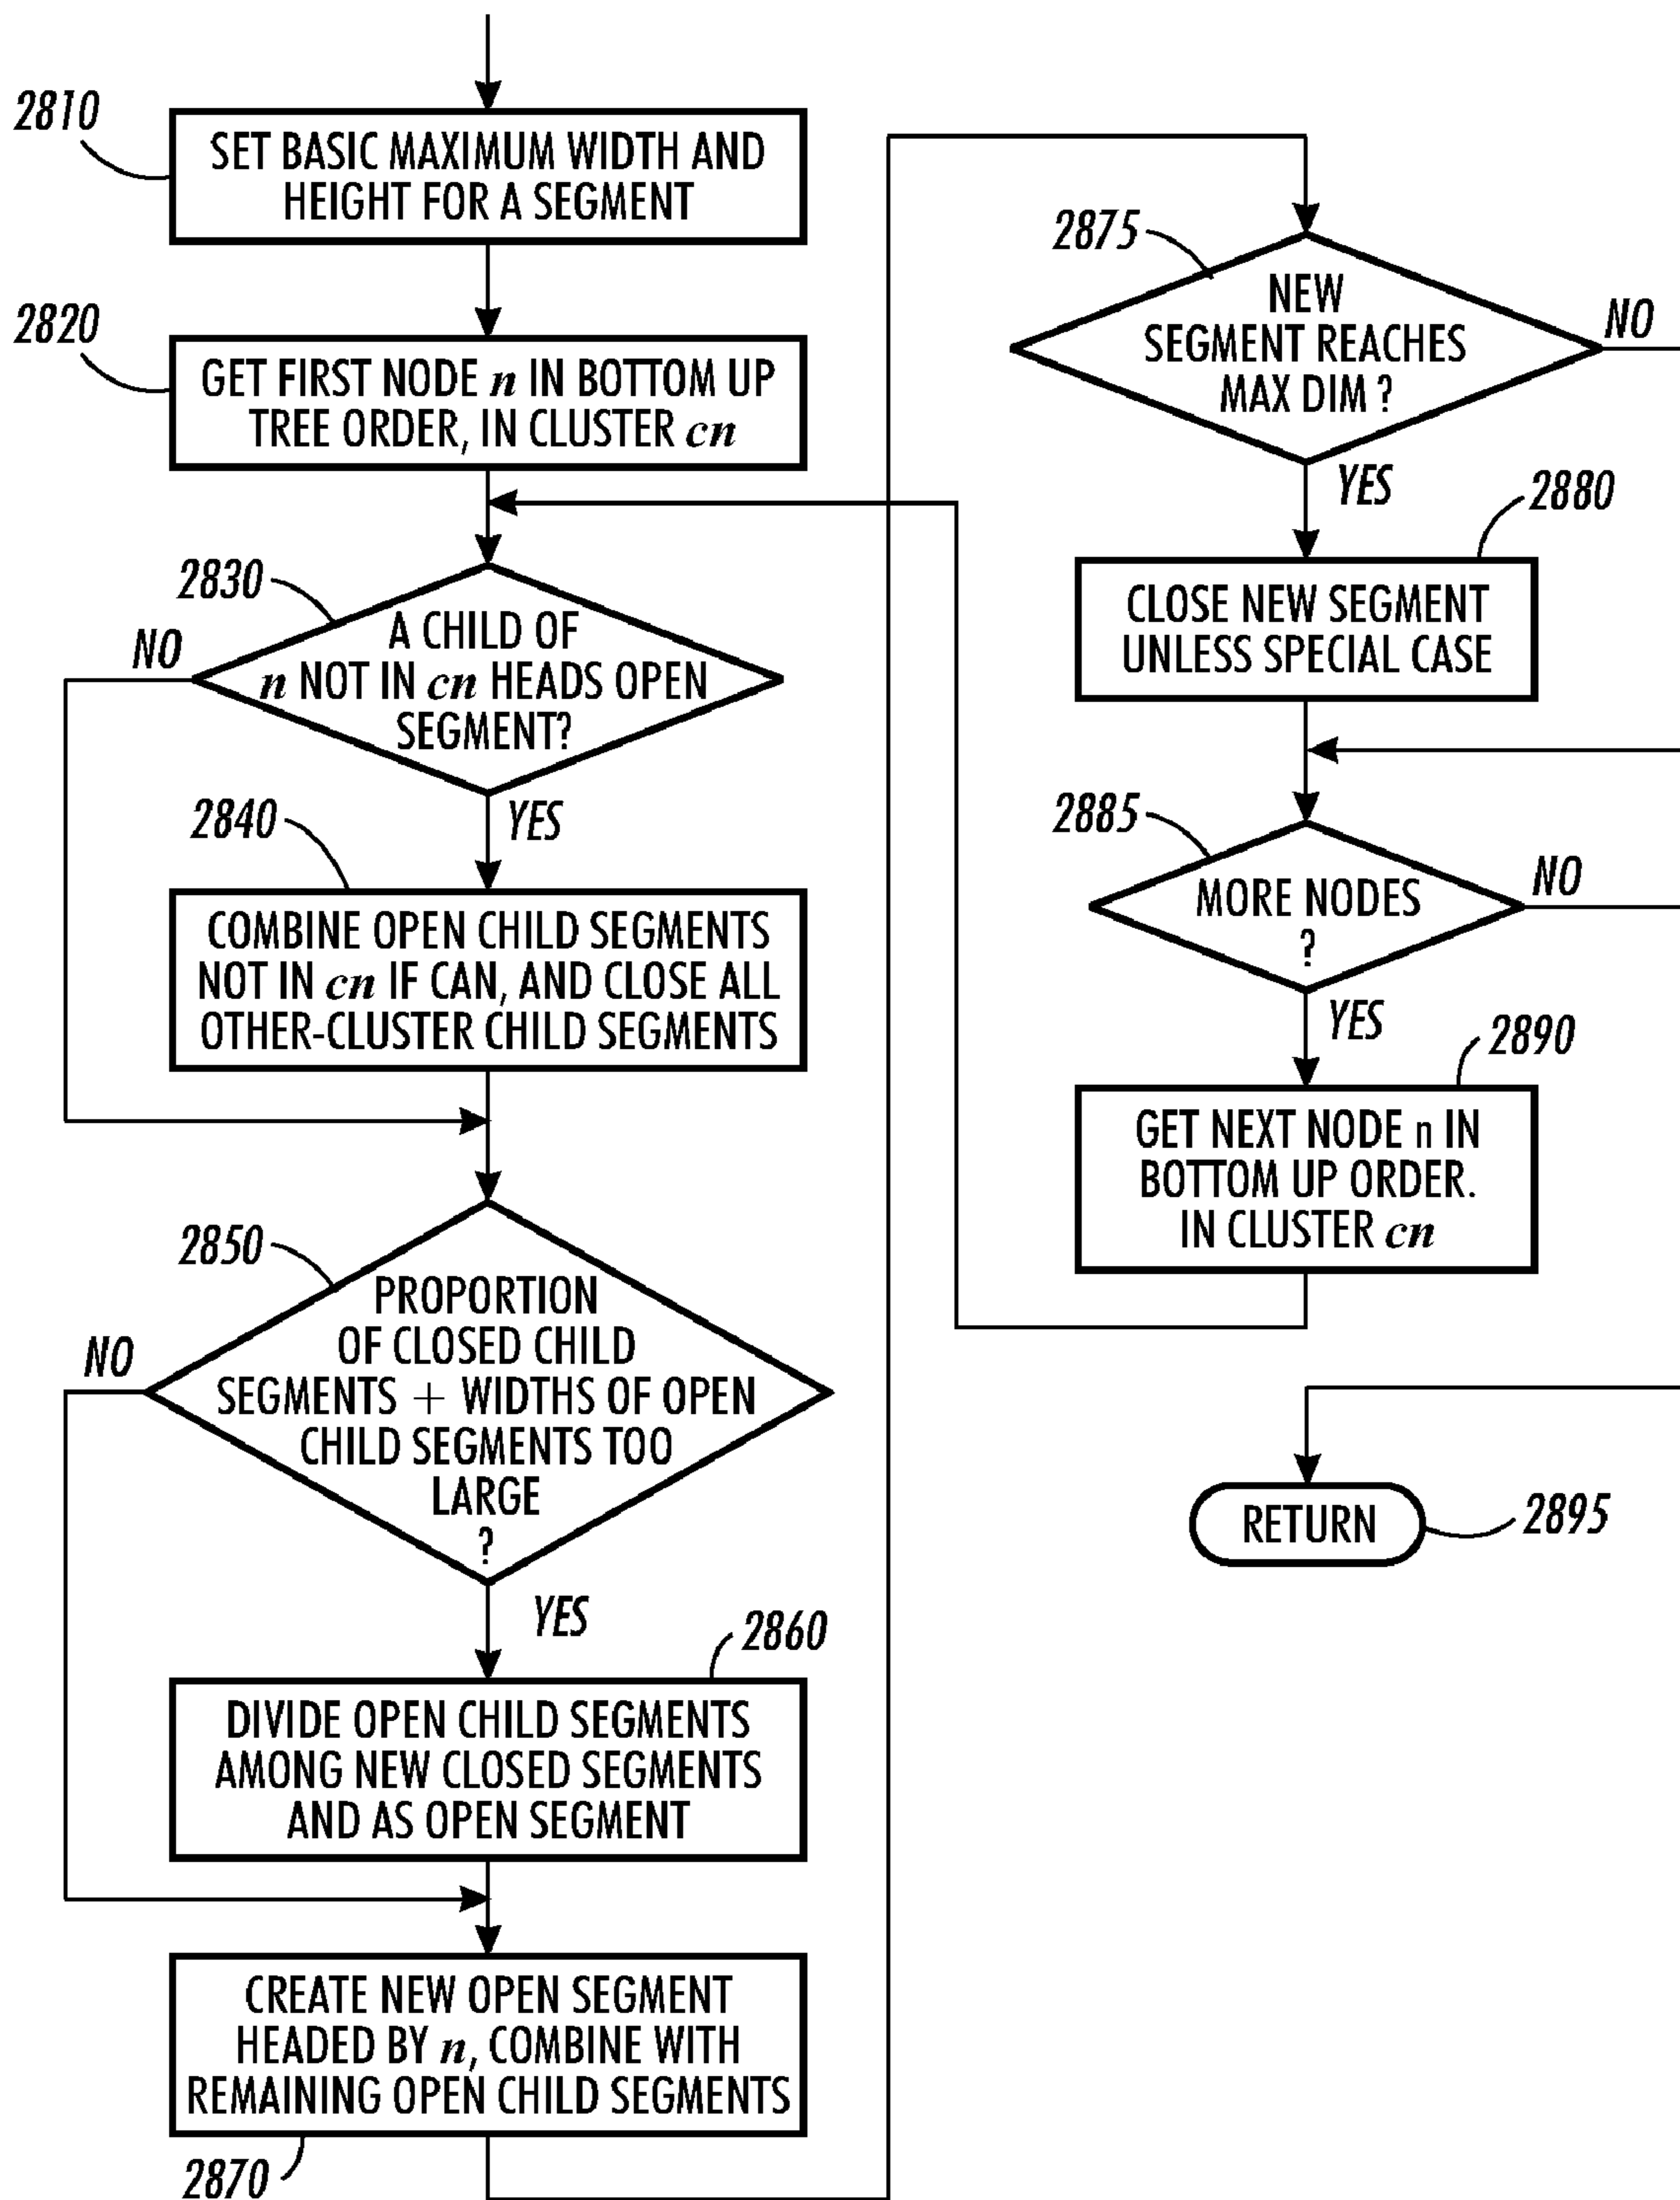 2810
SET BASIC MAXIMUM WIDTH AND
HEIGHT FOR A SEGMENT
2820
GET FIRST NODE n IN BOTTOM UP
TREE ORDER, IN CLUSTER cn
2830
A CHILD OF
n NOT IN cn HEADS OPEN
SEGMENT?
NO
YES
2840
COMBINE OPEN CHILD SEGMENTS
NOT IN cn IF CAN, AND CLOSE ALL
OTHER-CLUSTER CHILD SEGMENTS
2850
PROPORTION
OF CLOSED CHILD
SEGMENTS + WIDTHS OF OPEN
CHILD SEGMENTS TOO
LARGE
?
NO
YES
2860
DIVIDE OPEN CHILD SEGMENTS
AMONG NEW CLOSED SEGMENTS
AND AS OPEN SEGMENT
CREATE NEW OPEN SEGMENT
HEADED BY n, COMBINE WITH
REMAINING OPEN CHILD SEGMENTS
2870
2875
NEW
SEGMENT REACHES
MAX DIM ?
NO
YES
2880
CLOSE NEW SEGMENT
UNLESS SPECIAL CASE
2885
MORE NODES
?
NO
YES
2890
GET NEXT NODE n IN
BOTTOM UP ORDER.
IN CLUSTER cn
RETURN
2895